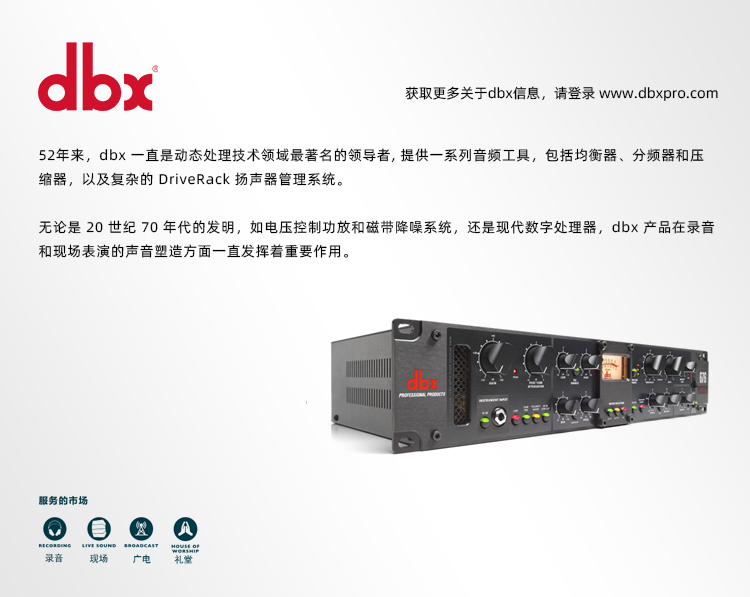 dbx
获取更多关于dbx信息，请登录 www.dbxpro.com
52年来，dbx 一直是动态处理技术领域最著名的领导者, 提供一系列音频工具，包括均衡器、分频器和压
缩器，以及复杂的 DriveRack 扬声器管理系统。
无论是 20 世纪 70 年代的发明，如电压控制功放和磁带降噪系统，还是现代数字处理器，dbx 产品在录音
和现场表演的声音塑造方面一直发挥着重要作用。
dbx
PROFESSIONAL PRODUCTS
INSTRUMENT INPUT
676
服务的市场
RECORDING
录音
LIVE SOUND
现场
BROADCAST
广电
HOUSE OF
WORSHIP
礼堂